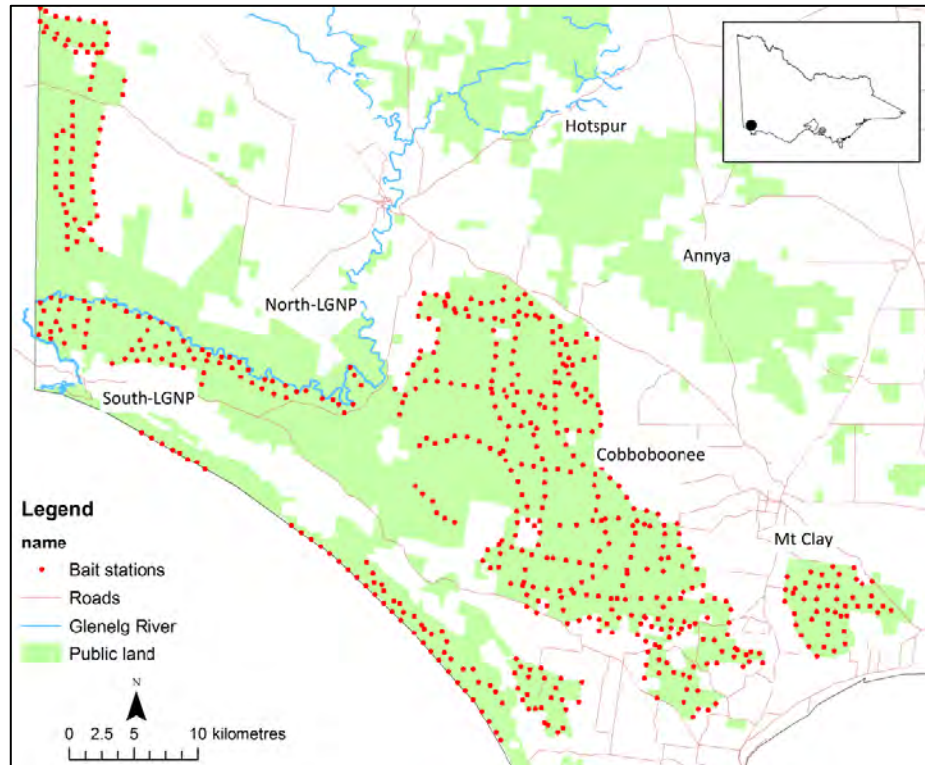 Hotspur
Annya
North-LGNP
South-LGNP
Cobboboonee
Mt Clay
Legend
name
Bait stations
Roads
Glenelg River
Public land
N
0 2.5 5 10 kilometres